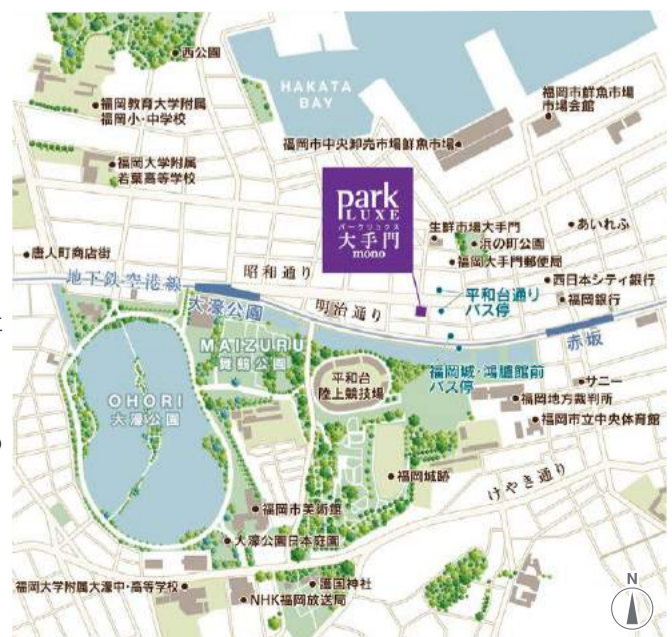 西公園
HAKATA
BAY
福岡市鮮魚市場
市場会館
福岡教育大学附属
福岡小・中学校
福岡市中央卸売市場鮮魚市場
福岡大学附属
若葉高等学校
park
LUXE
パークリュクス
大手門
mono
生鮮市場大手門
あいれふ
浜の町公園
唐人町商店街
福岡大手門郵便局
昭和通り
西日本シティ銀行
地下鉄空港線
平和台通り
バス停
福岡銀行
大濠公園
明治通り
赤坂
MAIZURU
舞鶴公園
福岡城・鴻臚館前
バス停
平和台
陸上競技場
サニー
OHORI
大濠公園
福岡地方裁判所
福岡市立中央体育館
けやき通り
福岡城跡
福岡市美術館
大濠公園日本庭園
福岡大学附属大濠中・高等学校
護国神社
NHK福岡放送局
N